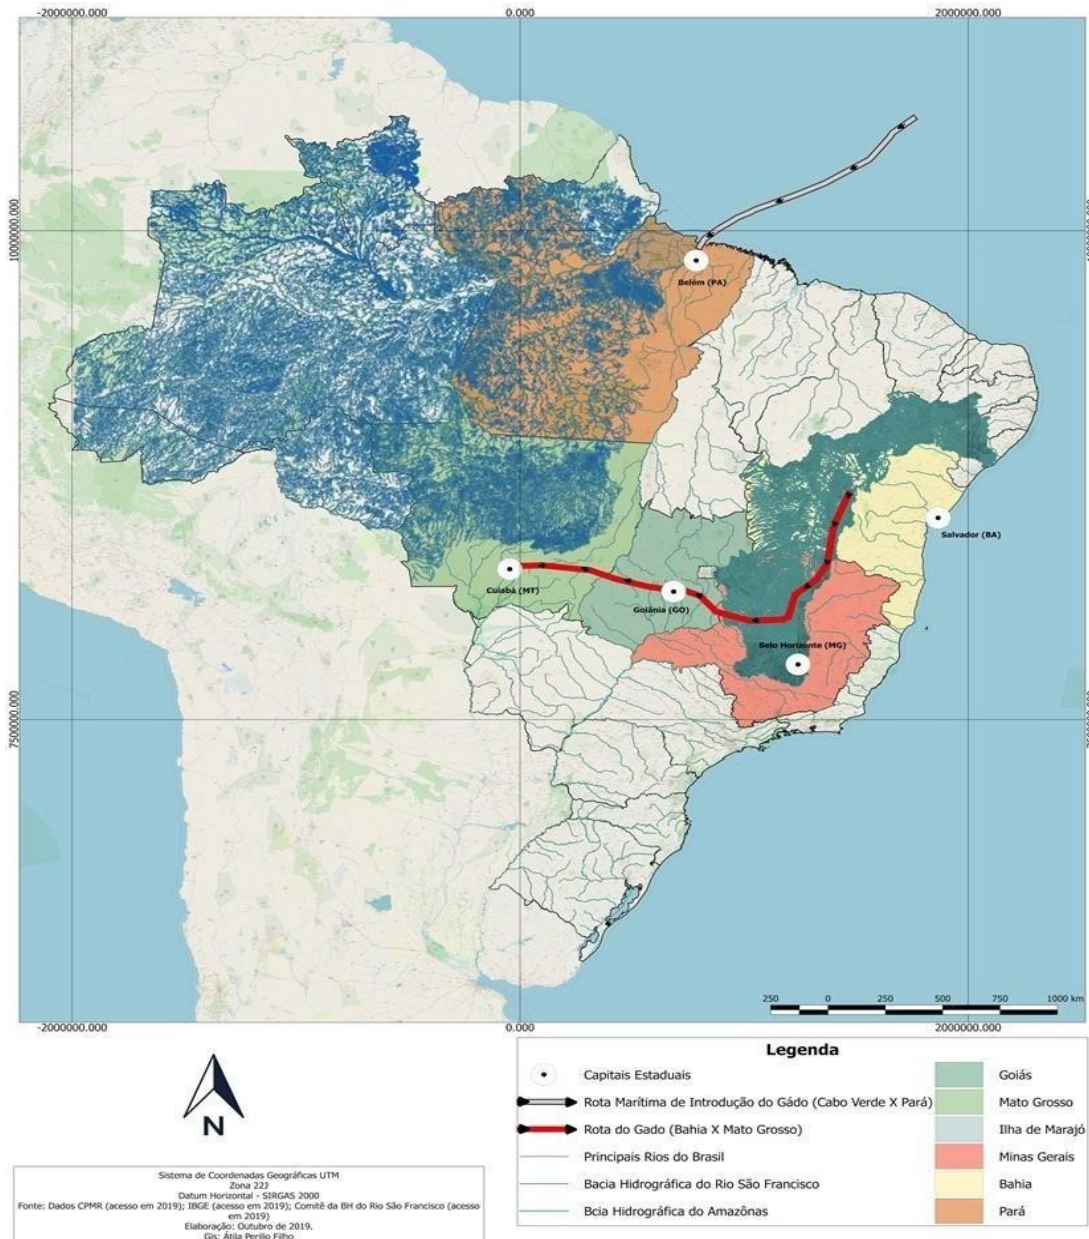 -2000000.000 0.000 2000000.000
10000000.000
Belém (PA)
Salvador (BA)
Cuiabá (MT)
Goiânia (GO)
Belo Horizonte (MG)
7500000.000
250 0 250 500 750 1000 km
-2000000.000 0.000 2000000.000
N
Sistema de Coordenadas Geográficas UTM
Zona 22J
Datum Horizontal - SIRGAS 2000
Fonte: Dados CPMR (acesso em 2019); IBGE (acesso em 2019); Comitê da BH do Rio São Francisco (acesso
em 2019)
Elaboração: Outubro de 2019.
Gis: Átila Perillo Filho
Legenda
Capitais Estaduais
Rota Marítima de Introdução do Gádo (Cabo Verde X Pará)
Rota do Gado (Bahia X Mato Grosso)
Principais Rios do Brasil
Bacia Hidrográfica do Rio São Francisco
Bcia Hidrográfica do Amazônas
Goiás
Mato Grosso
Ilha de Marajó
Minas Gerais
Bahia
Pará